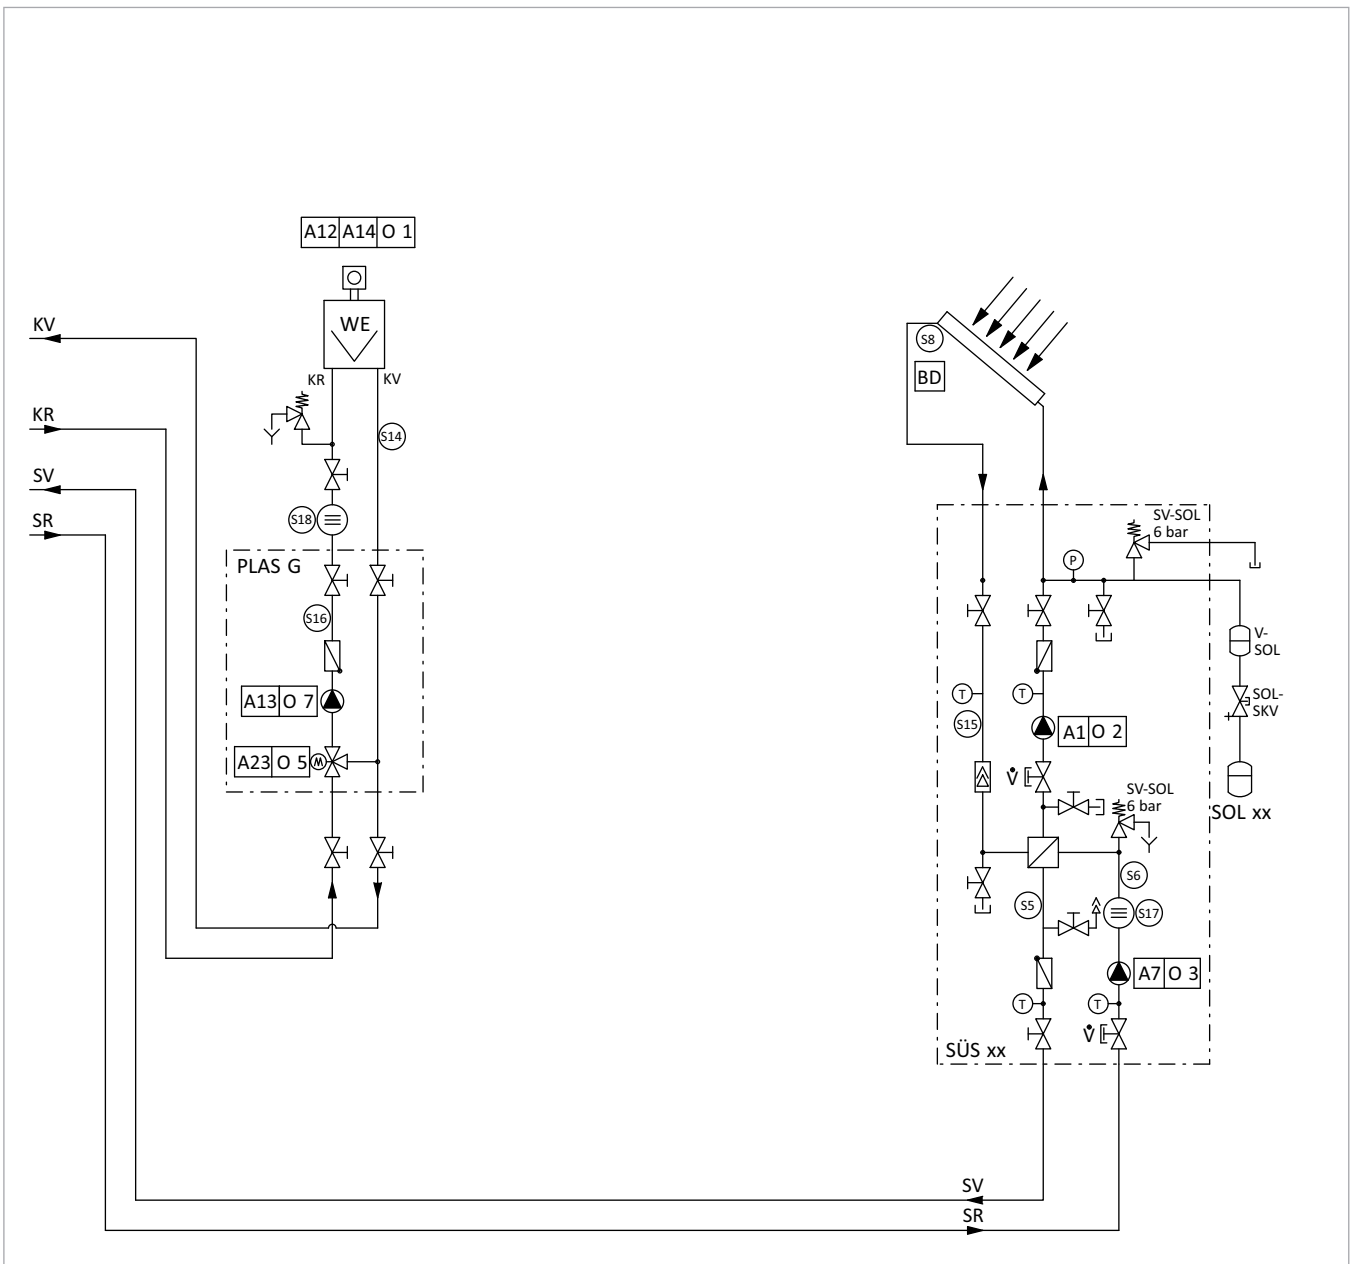 A12 A14 O 1
WE
KV
KR
KV
KR
SV
SR
S14
S18
PLAS G
S16
A13 O 7
A23 O 5 M
S8
BD
SV-SOL
6 bar
P
V-
SOL
T
T
S15
A1 O 2
SOL-
SKV
V̇
SV-SOL
6 bar
SOL xx
S6
S5
S17
A7 O 3
T
T
V̇
SÜS xx
SV
SR